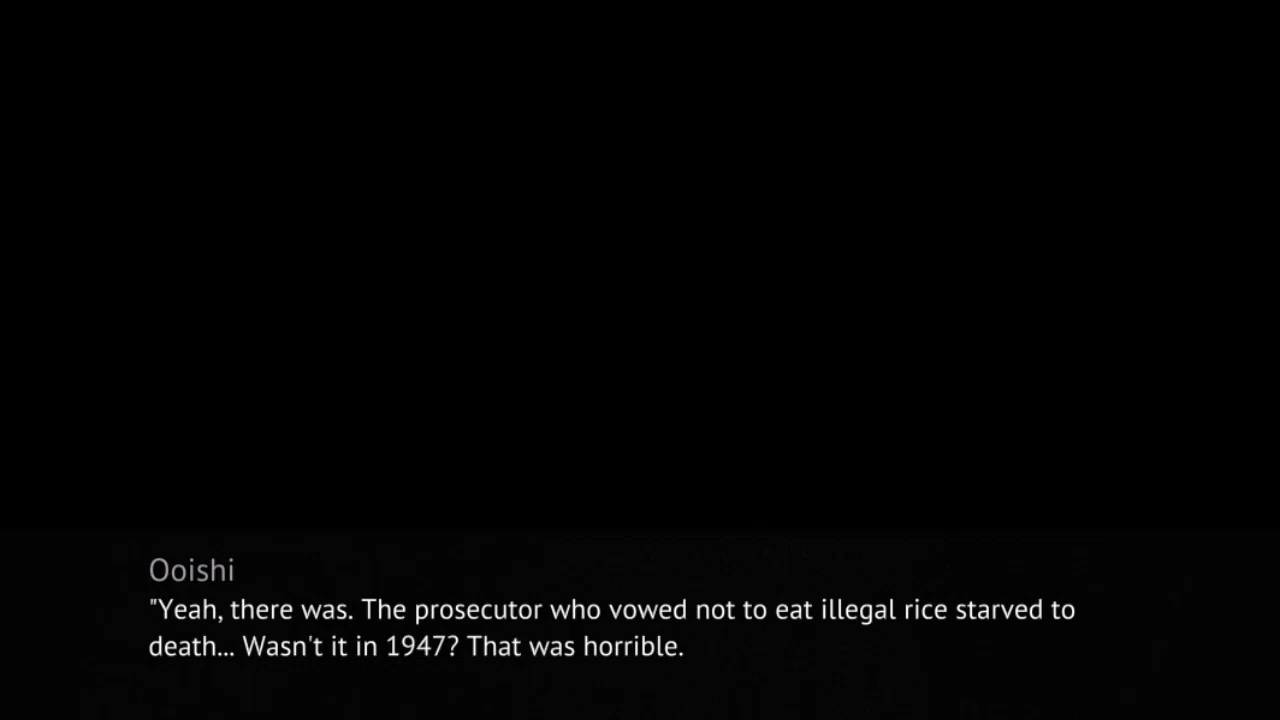 Ooishi
"Yeah, there was. The prosecutor who vowed not to eat illegal rice starved to
death... Wasn't it in 1947? That was horrible.